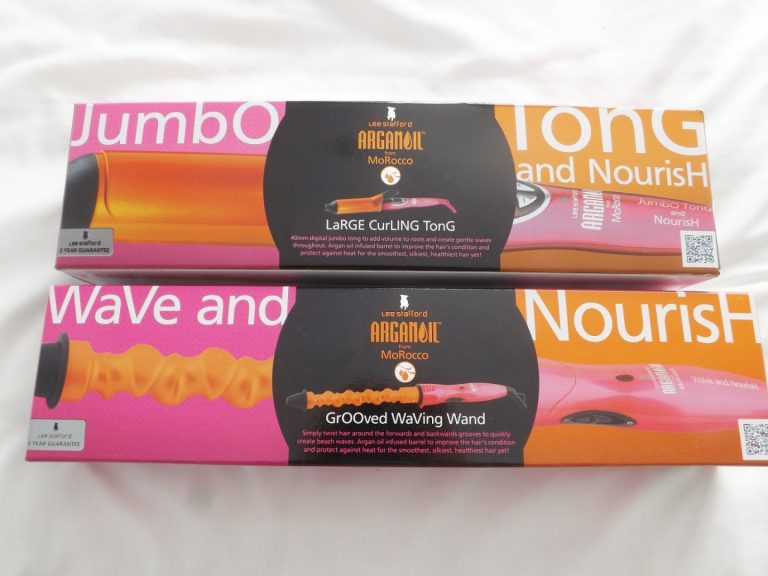 JumbO TonG
and NourisH
Lee Stafford
ARGANOIL™
from
MoRocco
LaRGE CurLING TonG
40mm digital jumbo tong to add volume to roots and create gentle waves
throughout. Argan oil infused barrel to improve the hair's condition and
protect against heat for the smoothest, silkiest, healthiest hair yet!
Lee Stafford
2 YEAR GUARANTEE
ARGANOIL
from
MoRocco
JumBO TonG
and
NourisH
WaVe and NourisH
Lee Stafford
ARGANOIL™
from
MoRocco
GrOOved WaVing Wand
Simply twist hair around the forwards and backwards grooves to quickly
create beach waves. Argan oil infused barrel to improve the hair's condition
and protect against heat for the smoothest, silkiest, healthiest hair yet!
Lee Stafford
2 YEAR GUARANTEE
ARGANOIL
WaVe and NourisH